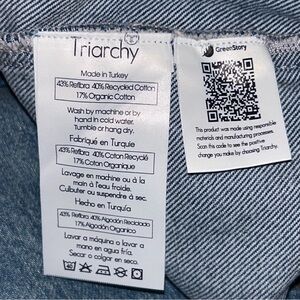 Triarchy
Made in Turkey
43% Refibra 40% Recycled Cotton
17% Organic Cotton
Wash by machine or by
hand in cold water.
Tumble or hang dry.
Fabriqué en Turquie
43% Refibra 40% Coton Recyclé
17% Coton Organique
Lavage en machine ou à la
main à l'eau froide.
Culbuter ou suspendre à sec.
Hecho en Turquía
43% Refibra 40% Algodón Reciclado
17% Algodón Organico
Lavar a máquina o lavar a
mano en agua fría.
Secar o colgar en seco.
GreenStory
This product was made using responsible
materials and manufacturing processes.
Scan this code to see the positive
change you make by choosing Triarchy.